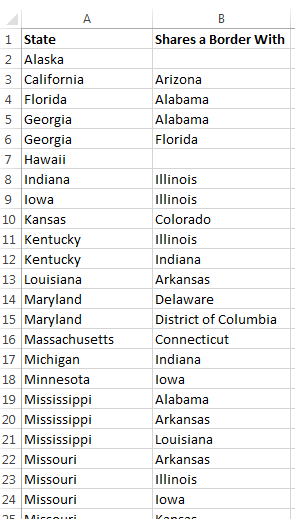 A B
1 State Shares a Border With
2 Alaska
3 California Arizona
4 Florida Alabama
5 Georgia Alabama
6 Georgia Florida
7 Hawaii
8 Indiana Illinois
9 Iowa Illinois
10 Kansas Colorado
11 Kentucky Illinois
12 Kentucky Indiana
13 Louisiana Arkansas
14 Maryland Delaware
15 Maryland District of Columbia
16 Massachusetts Connecticut
17 Michigan Indiana
18 Minnesota Iowa
19 Mississippi Alabama
20 Mississippi Arkansas
21 Mississippi Louisiana
22 Missouri Arkansas
23 Missouri Illinois
24 Missouri Iowa
25 Missouri Kansas